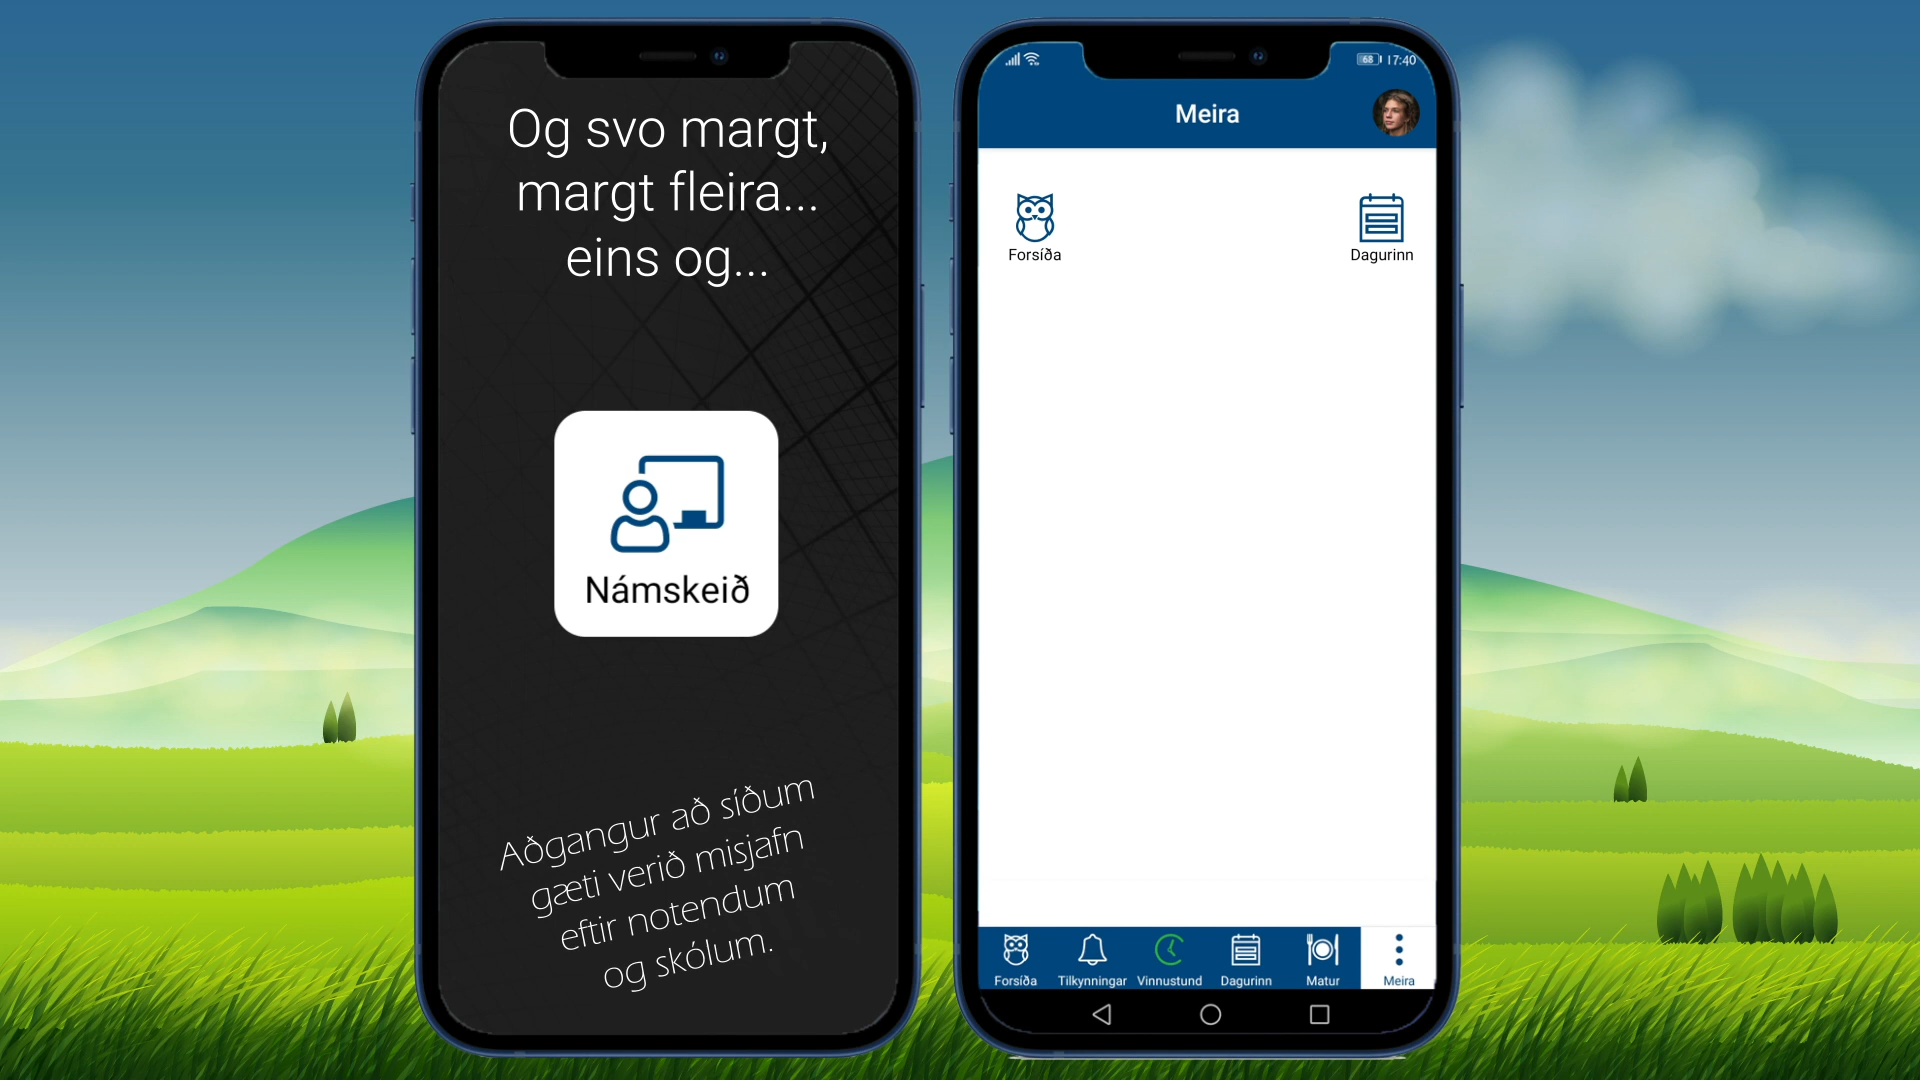 Og svo margt,
margt fleira...
eins og...
Námskeið
Aðgangur að síðum
gæti verið misjafn
eftir notendum
og skólum.
68 17:40
Meira
Forsíða
Dagurinn
Forsíða
Tilkynningar
Vinnustund
Dagurinn
Matur
Meira